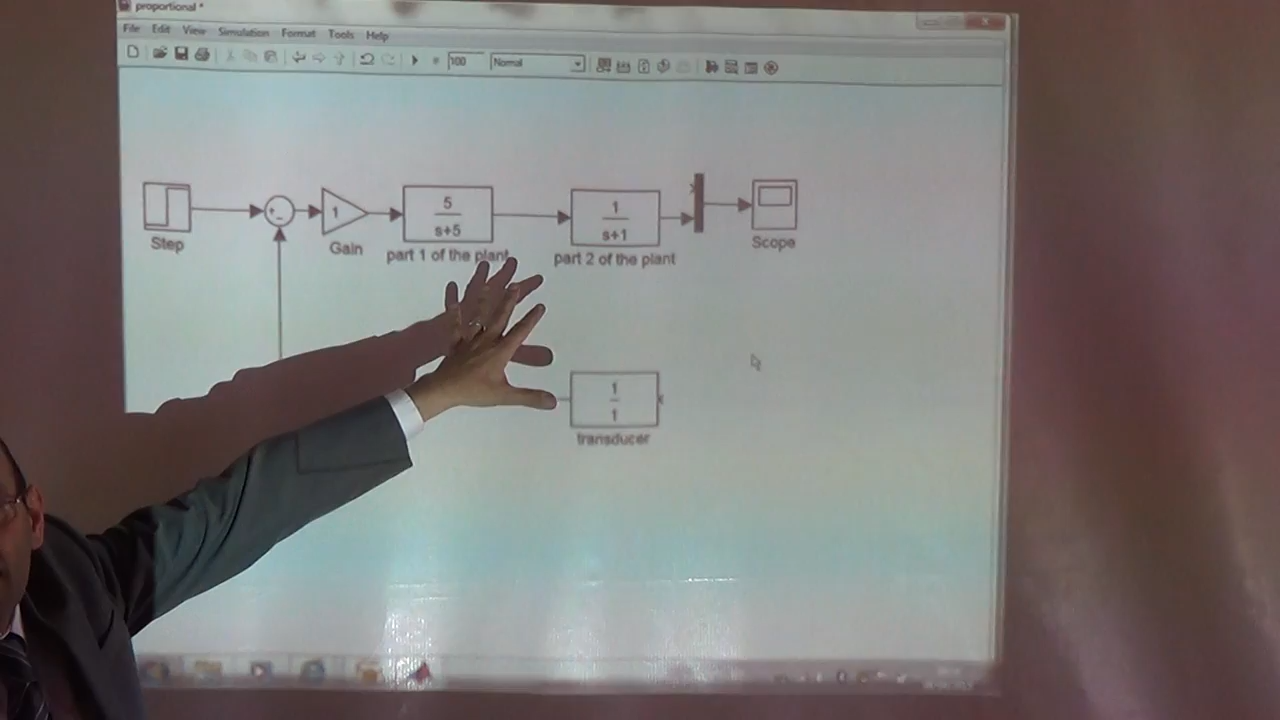 proportional *
File Edit View Simulation Format Tools Help
100 Normal
Step
+
-
1
Gain
5
s+5
part 1 of the plant
1
s+1
part 2 of the plant
Scope
1
1
transducer